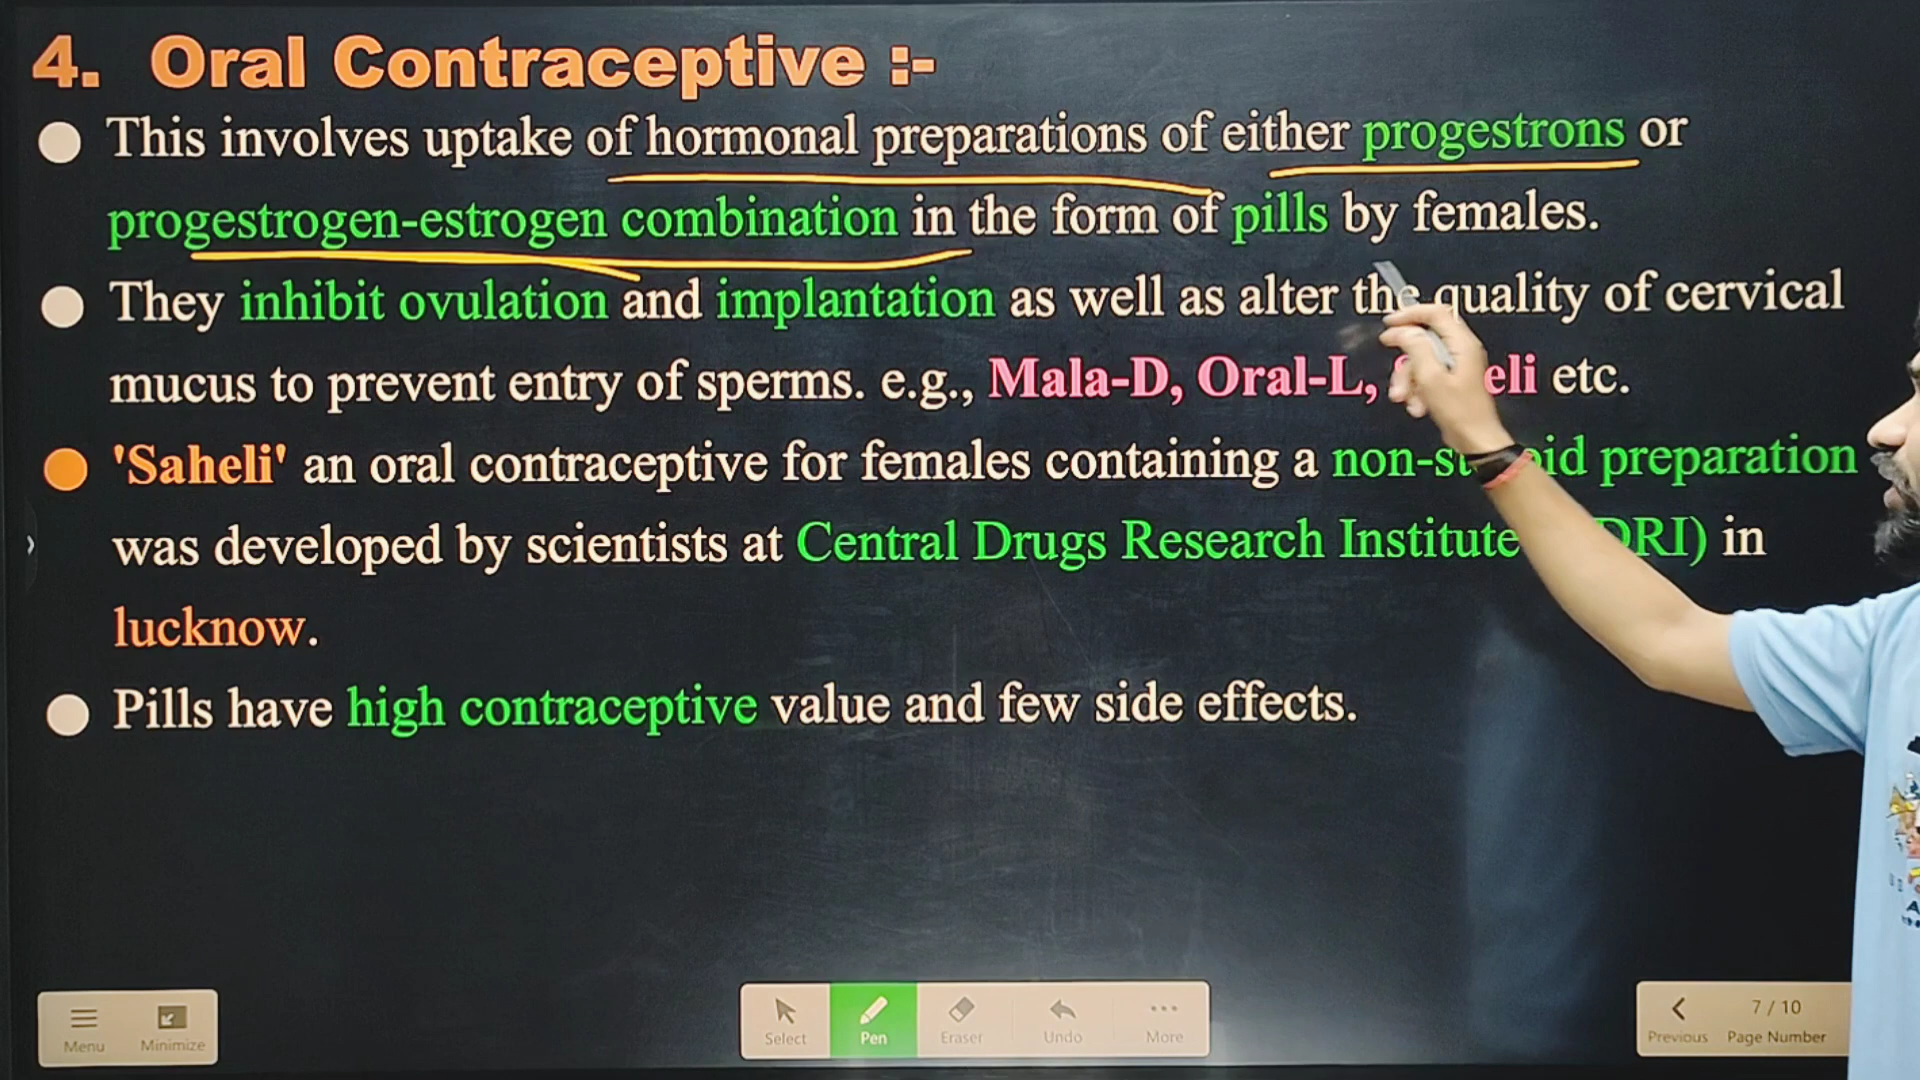 4. Oral Contraceptive :-
This involves uptake of hormonal preparations of either progestrons or
progestrogen-estrogen combination in the form of pills by females.
They inhibit ovulation and implantation as well as alter the quality of cervical
mucus to prevent entry of sperms. e.g., Mala-D, Oral-L, etc.
'Saheli' an oral contraceptive for females containing a preparation
was developed by scientists at Central Drugs Research Institute in
lucknow.
Pills have high contraceptive value and few side effects.
Menu Minimize Select Pen Eraser Undo More Previous 7 / 10 Page Number